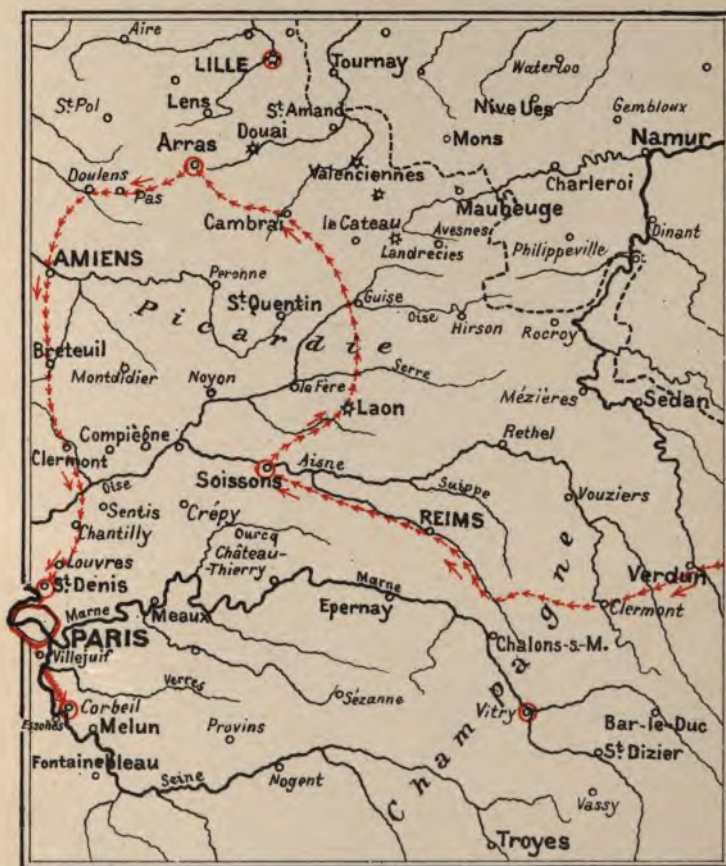 Aire
LILLE
Tournay
Waterloo
St Pol
Lens
St Amand
Nivelles
Gembloux
Arras
Douai
Mons
Namur
Doulens
Pas
Valenciennes
Charleroi
Cambrai
le Cateau
Maubeuge
Landrecies
Avesnes
Philippeville
Dinant
AMIENS
Peronne
Picardie
St Quentin
Guise
Oise
Hirson
Rocroy
Breteuil
Montdidier
Noyon
la Fère
Serre
Laon
Mézières
Sedan
Clermont
Compiègne
Soissons
Aisne
Rethel
Oise
Sentis
Crépy
Suippe
Vouziers
Chantilly
Ourcq
REIMS
Louvres
Château-
Thierry
Verdun
St Denis
Marne
Meaux
Marne
Epernay
Clermont
PARIS
Villejuif
Chalons-s-M.
Champagne
Verres
Sézanne
Corbeil
Essones
Melun
Provins
Vitry
Bar-le-Duc
St Dizier
Fontainebleau
Seine
Nogent
Vassy
Troyes